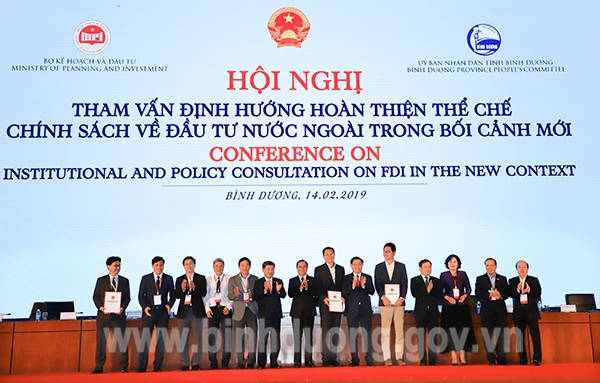 BỘ KẾ HOẠCH VÀ ĐẦU TƯ
MINISTRY OF PLANNING AND INVESTMENT
MPI
ỦY BAN NHÂN DÂN TỈNH BÌNH DƯƠNG
BINH DUONG PROVINCE PEOPLE'S COMMITTEE
BÌNH DƯƠNG
HỘI NGHỊ
THAM VẤN ĐỊNH HƯỚNG HOÀN THIỆN THỂ CHẾ
CHÍNH SÁCH VỀ ĐẦU TƯ NƯỚC NGOÀI TRONG BỐI CẢNH MỚI
CONFERENCE ON
INSTITUTIONAL AND POLICY CONSULTATION ON FDI IN THE NEW CONTEXT
BÌNH DƯƠNG, 14.02.2019
www.binhduong.gov.vn